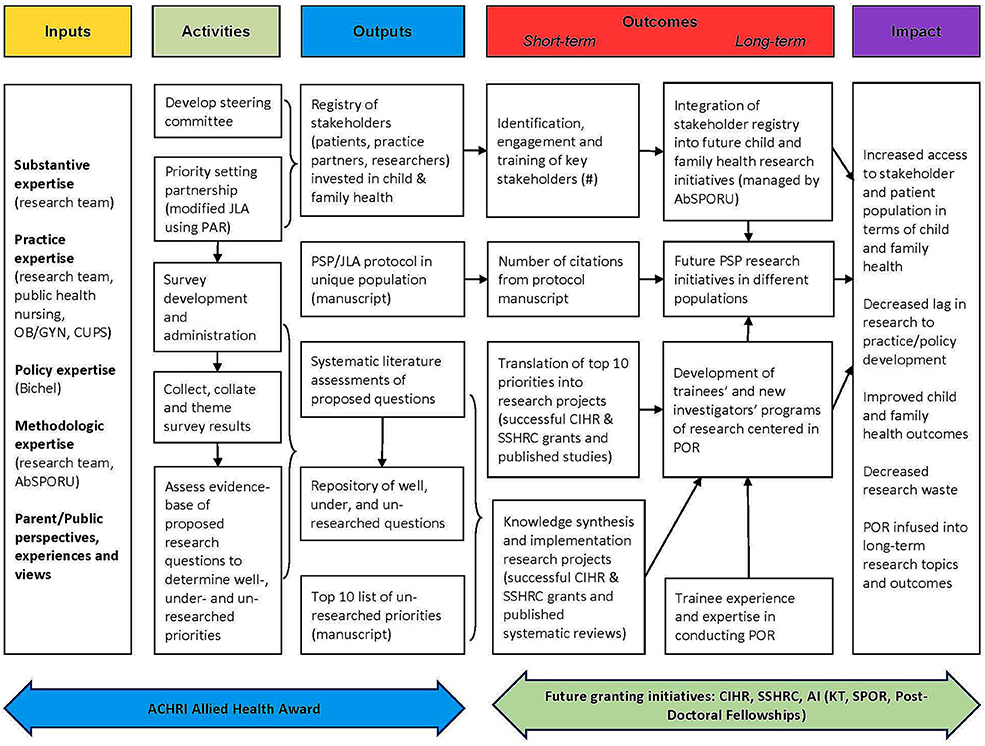 Inputs
Activities
Outputs
Outcomes
Short-term
Long-term
Impact
Substantive
expertise
(research team)
Practice
expertise
(research team,
public health
nursing,
OB/GYN, CUPS)
Policy expertise
(Bichel)
Methodologic
expertise
(research team,
AbSPORU)
Parent/Public
perspectives,
experiences and
views
Develop steering
committee
Priority setting
partnership
(modified JLA
using PAR)
Survey
development
and
administration
Collect, collate
and theme
survey results
Assess evidence-
base of
proposed
research
questions to
determine well-,
under- and un-
researched
priorities
Registry of
stakeholders
(patients, practice
partners, researchers)
invested in child &
family health
PSP/JLA protocol in
unique population
(manuscript)
Systematic literature
assessments of
proposed questions
Repository of well,
under, and un-
researched questions
Top 10 list of un-
researched priorities
(manuscript)
Identification,
engagement and
training of key
stakeholders (#)
Number of citations
from protocol
manuscript
Translation of top 10
priorities into
research projects
(successful CIHR &
SSHRC grants and
published studies)
Knowledge synthesis
and implementation
research projects
(successful CIHR &
SSHRC grants and
published
systematic reviews)
Integration of
stakeholder registry
into future child and
family health research
initiatives (managed by
AbSPORU)
Future PSP research
initiatives in different
populations
Development of
trainees' and new
investigators' programs
of research centered in
POR
Trainee experience
and expertise in
conducting POR
Increased access
to stakeholder
and patient
population in
terms of child
and family
health
Decreased lag in
research to
practice/policy
development
Improved child
and family
health outcomes
Decreased
research waste
POR infused into
long-term
research topics
and outcomes
ACHRI Allied Health Award
Future granting initiatives: CIHR, SSHRC, AI (KT, SPOR, Post-
Doctoral Fellowships)